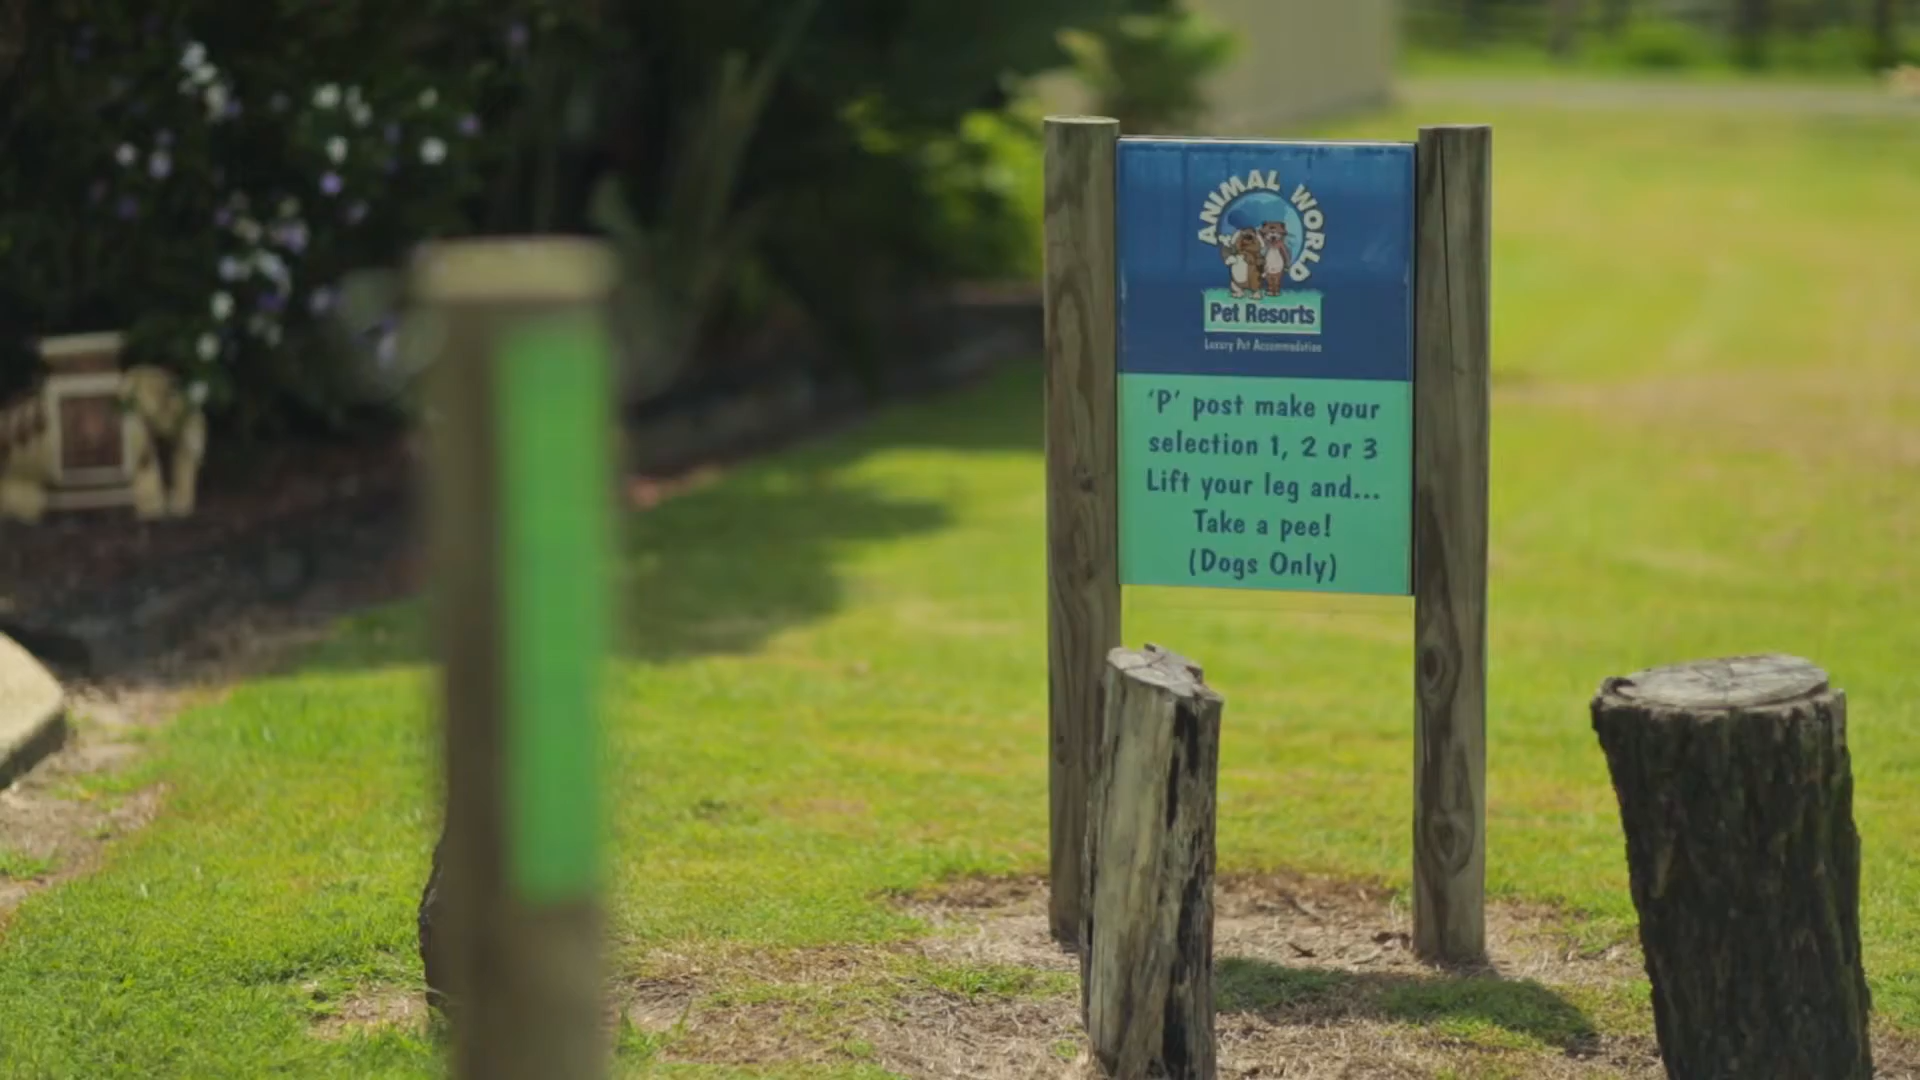 ANIMAL WORLD
Pet Resorts
Luxury Pet Accommodation
'P' post make your
selection 1, 2 or 3
Lift your leg and...
Take a pee!
(Dogs Only)